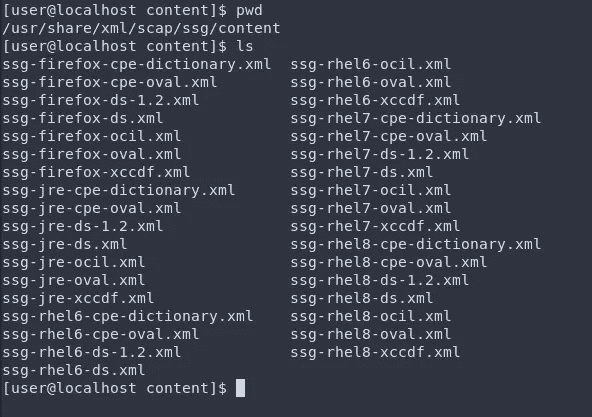 [user@localhost content]$ pwd
/usr/share/xml/scap/ssg/content
[user@localhost content]$ ls
ssg-firefox-cpe-dictionary.xml  ssg-rhel6-ocil.xml
ssg-firefox-cpe-oval.xml        ssg-rhel6-oval.xml
ssg-firefox-ds-1.2.xml          ssg-rhel6-xccdf.xml
ssg-firefox-ds.xml              ssg-rhel7-cpe-dictionary.xml
ssg-firefox-ocil.xml            ssg-rhel7-cpe-oval.xml
ssg-firefox-oval.xml            ssg-rhel7-ds-1.2.xml
ssg-firefox-xccdf.xml           ssg-rhel7-ds.xml
ssg-jre-cpe-dictionary.xml      ssg-rhel7-ocil.xml
ssg-jre-cpe-oval.xml            ssg-rhel7-oval.xml
ssg-jre-ds-1.2.xml              ssg-rhel7-xccdf.xml
ssg-jre-ds.xml                  ssg-rhel8-cpe-dictionary.xml
ssg-jre-ocil.xml                ssg-rhel8-cpe-oval.xml
ssg-jre-oval.xml                ssg-rhel8-ds-1.2.xml
ssg-jre-xccdf.xml               ssg-rhel8-ds.xml
ssg-rhel6-cpe-dictionary.xml    ssg-rhel8-ocil.xml
ssg-rhel6-cpe-oval.xml          ssg-rhel8-oval.xml
ssg-rhel6-ds-1.2.xml            ssg-rhel8-xccdf.xml
ssg-rhel6-ds.xml
[user@localhost content]$